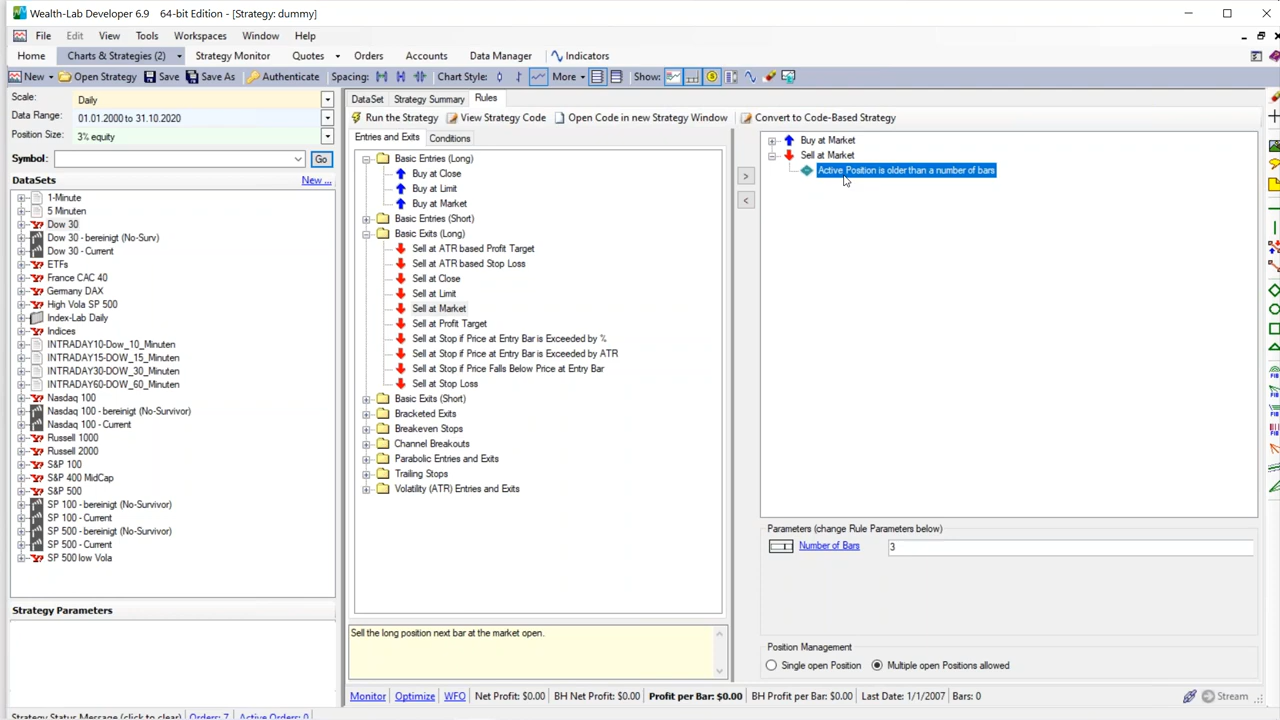 Wealth-Lab Developer 6.9 64-bit Edition - [Strategy: dummy]
File Edit View Tools Workspaces Window Help
Home Charts & Strategies (2) Strategy Monitor Quotes Orders Accounts Data Manager Indicators
New Open Strategy Save Save As Authenticate Spacing: Chart Style: More Show:
Scale: Daily
Data Range: 01.01.2000 to 31.10.2020
Position Size: 3% equity
Symbol: Go
DataSets New ...
1-Minute
5 Minuten
Dow 30
Dow 30 - bereinigt (No-Surv)
Dow 30 - Current
ETFs
France CAC 40
Germany DAX
High Vola SP 500
Index-Lab Daily
Indices
INTRADAY10-Dow_10_Minuten
INTRADAY15-DOW_15_Minuten
INTRADAY30-DOW_30_Minuten
INTRADAY60-DOW_60_Minuten
Nasdaq 100
Nasdaq 100 - bereinigt (No-Survivor)
Nasdaq 100 - Current
Russell 1000
Russell 2000
S&P 100
S&P 400 MidCap
S&P 500
SP 100 - bereinigt (No-Survivor)
SP 100 - Current
SP 500 - bereinigt (No-Survivor)
SP 500 - Current
SP 500 low Vola
Strategy Parameters
Strategy Status Message (click to clear) Orders: 7 Active Orders: 0
DataSet Strategy Summary Rules
Run the Strategy View Strategy Code Open Code in new Strategy Window Convert to Code-Based Strategy
Entries and Exits Conditions
Basic Entries (Long)
Buy at Close
Buy at Limit
Buy at Market
Basic Entries (Short)
Basic Exits (Long)
Sell at ATR based Profit Target
Sell at ATR based Stop Loss
Sell at Close
Sell at Limit
Sell at Market
Sell at Profit Target
Sell at Stop if Price at Entry Bar is Exceeded by %
Sell at Stop if Price at Entry Bar is Exceeded by ATR
Sell at Stop if Price Falls Below Price at Entry Bar
Sell at Stop Loss
Basic Exits (Short)
Bracketed Exits
Breakeven Stops
Channel Breakouts
Parabolic Entries and Exits
Trailing Stops
Volatility (ATR) Entries and Exits
Sell the long position next bar at the market open.
>
<
Buy at Market
Sell at Market
Active Position is older than a number of bars
Parameters (change Rule Parameters below)
Number of Bars 3
Position Management
Single open Position Multiple open Positions allowed
Monitor Optimize WFO Net Profit: $0.00 BH Net Profit: $0.00 Profit per Bar: $0.00 BH Profit per Bar: $0.00 Last Date: 1/1/2007 Bars: 0 Stream